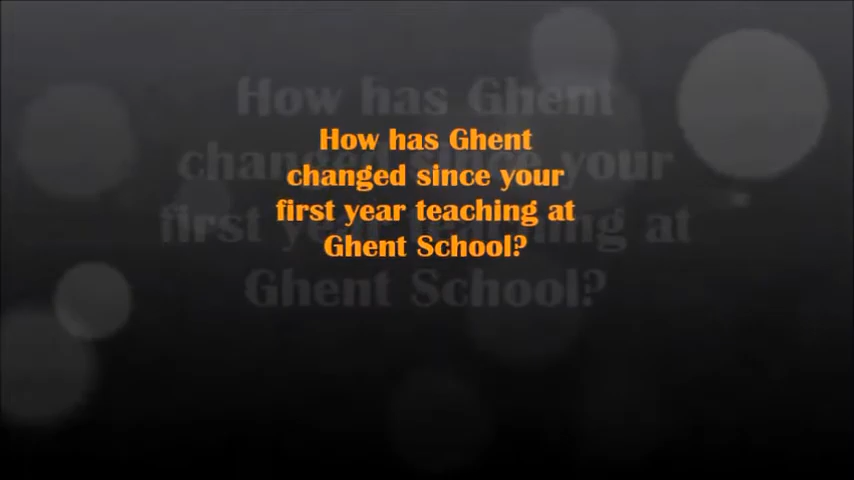 How has Ghent
changed since your
first year teaching at
Ghent School?